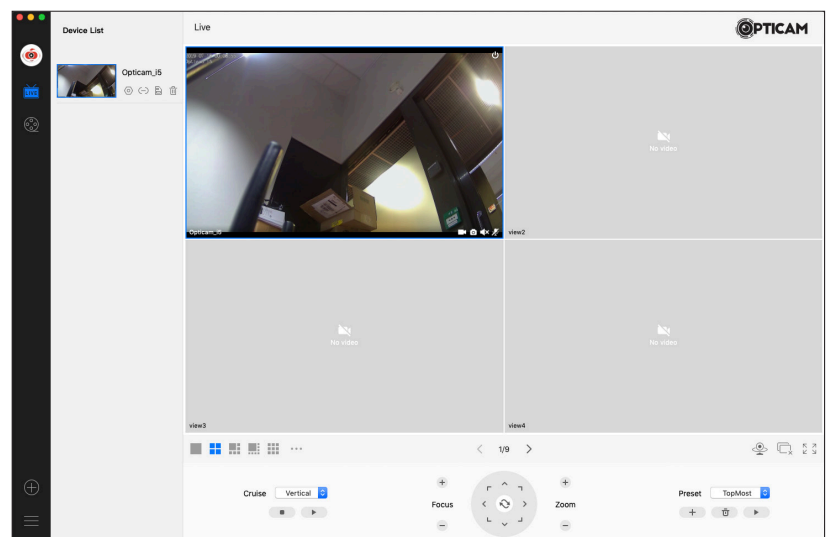 Device List
Live
OPTICAM
Opticam_i5
LIVE
No video
Opticam_i5
view2
No video
No video
view3
view4
1/9
Cruise
Vertical
Focus
Zoom
Preset
TopMost